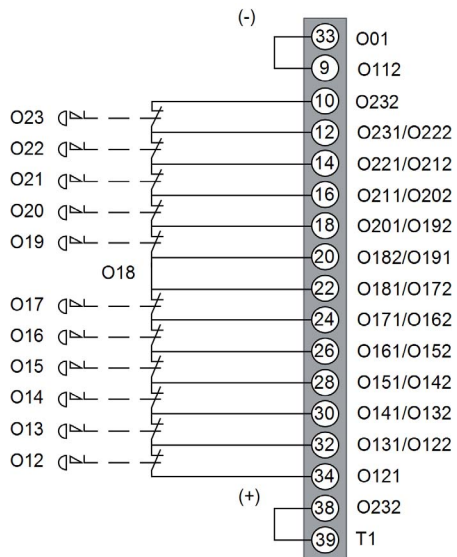 (-)
33 O01
9 O112
10 O232
O23
12 O231/O222
O22
14 O221/O212
O21
16 O211/O202
O20
18 O201/O192
O19
20 O182/O191
O18
22 O181/O172
O17
24 O171/O162
O16
26 O161/O152
O15
28 O151/O142
O14
30 O141/O132
O13
32 O131/O122
O12
34 O121
(+)
38 O232
39 T1